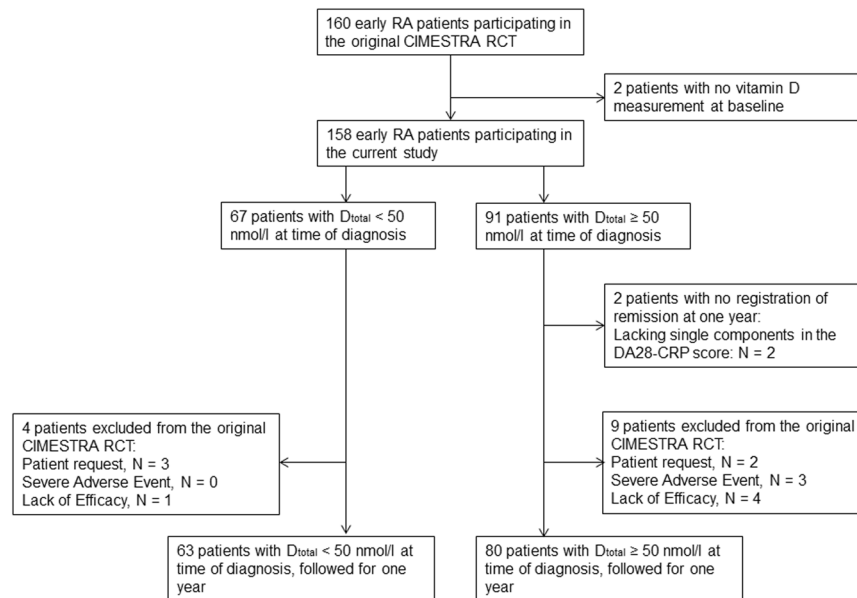 160 early RA patients participating in
the original CIMESTRA RCT
2 patients with no vitamin D
measurement at baseline
158 early RA patients participating in
the current study
67 patients with Dtotal < 50
nmol/l at time of diagnosis
91 patients with Dtotal ≥ 50
nmol/l at time of diagnosis
2 patients with no registration of
remission at one year:
Lacking single components in the
DA28-CRP score: N = 2
4 patients excluded from the original
CIMESTRA RCT:
Patient request, N = 3
Severe Adverse Event, N = 0
Lack of Efficacy, N = 1
9 patients excluded from the original
CIMESTRA RCT:
Patient request, N = 2
Severe Adverse Event, N = 3
Lack of Efficacy, N = 4
63 patients with Dtotal < 50 nmol/l at
time of diagnosis, followed for one
year
80 patients with Dtotal ≥ 50 nmol/l at
time of diagnosis, followed for one
year